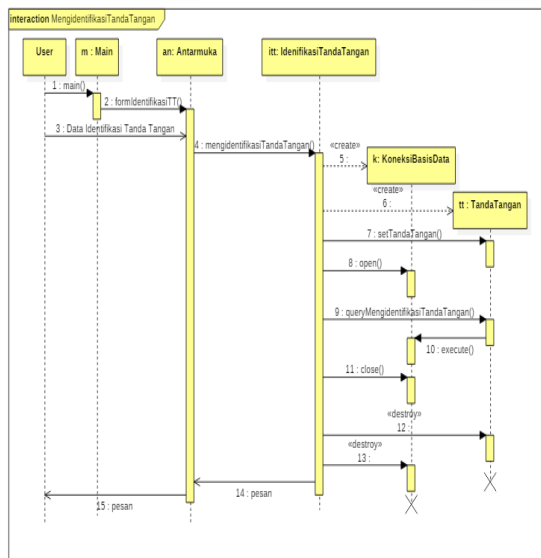 interaction MengidentifikasiTandaTangan
User
m : Main
an: Antarmuka
itt: IdenifikasiTandaTangan
1 : main()
2 : formIdentifikasiTT()
3 : Data Identifikasi Tanda Tangan
4 : mengidentifikasiTandaTangan()
«create»
5 :
k: KoneksiBasisData
«create»
6 :
tt : TandaTangan
7 : setTandaTangan()
8 : open()
9 : queryMengidentifikasiTandaTangan()
10 : execute()
11 : close()
«destroy»
12 :
«destroy»
13 :
14 : pesan
15 : pesan